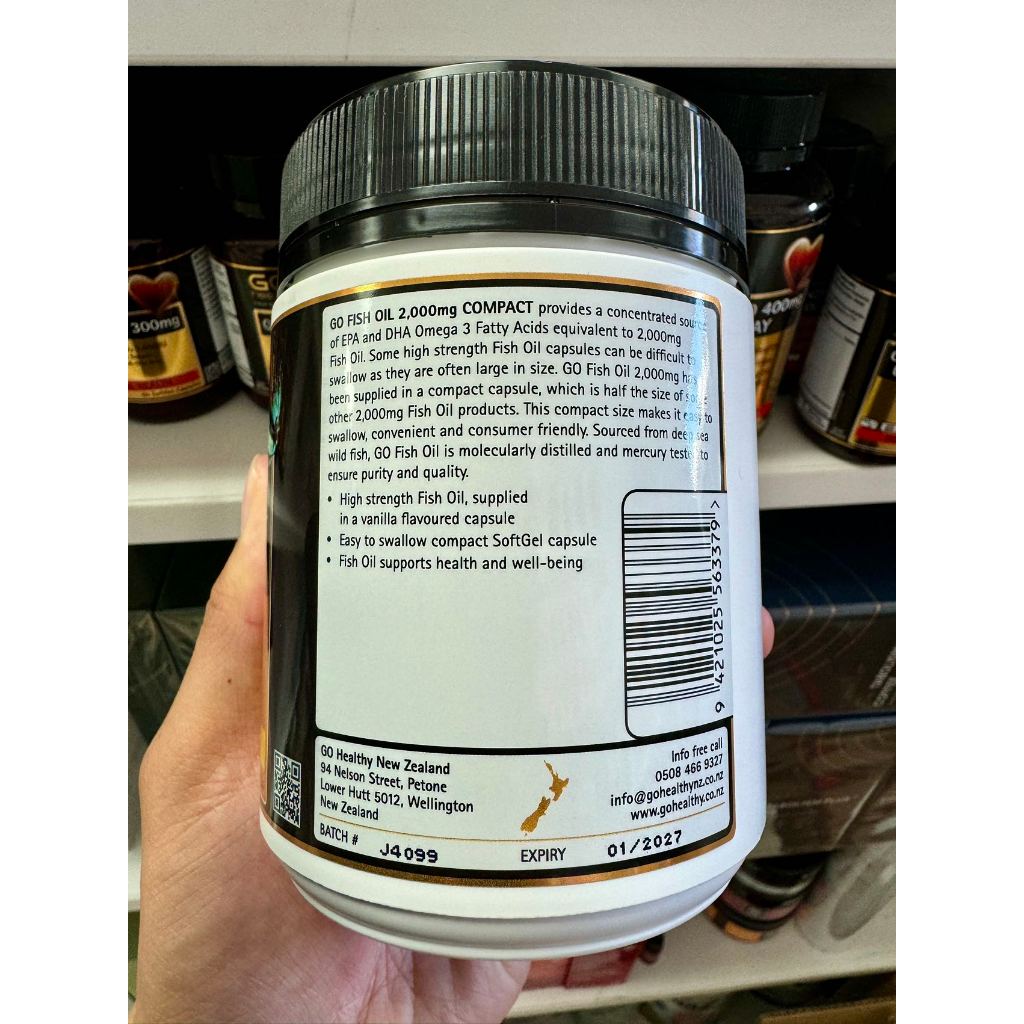 GO FISH OIL 2,000mg COMPACT provides a concentrated
of EPA and DHA Omega 3 Fatty Acids equivalent to 2,000mg
Fish Oil. Some high strength Fish Oil capsules can be difficult to
swallow as they are often large in size. GO Fish Oil 2,000mg has
been supplied in a compact capsule, which is half the size of
other 2,000mg Fish Oil products. This compact size makes it easy to
swallow, convenient and consumer friendly. Sourced from deep sea
wild fish, GO Fish Oil is molecularly distilled and mercury tested to
ensure purity and quality.
• High strength Fish Oil, supplied
in a vanilla flavoured capsule
• Easy to swallow compact SoftGel capsule
• Fish Oil supports health and well-being
9 421025 563379 >
GO Healthy New Zealand
94 Nelson Street, Petone
Lower Hutt 5012, Wellington
New Zealand
Info free call
0508 466 9327
info@gohealthynz.co.nz
www.gohealthy.co.nz
BATCH # J4099 EXPIRY 01/2027
300mg
GO
400mg